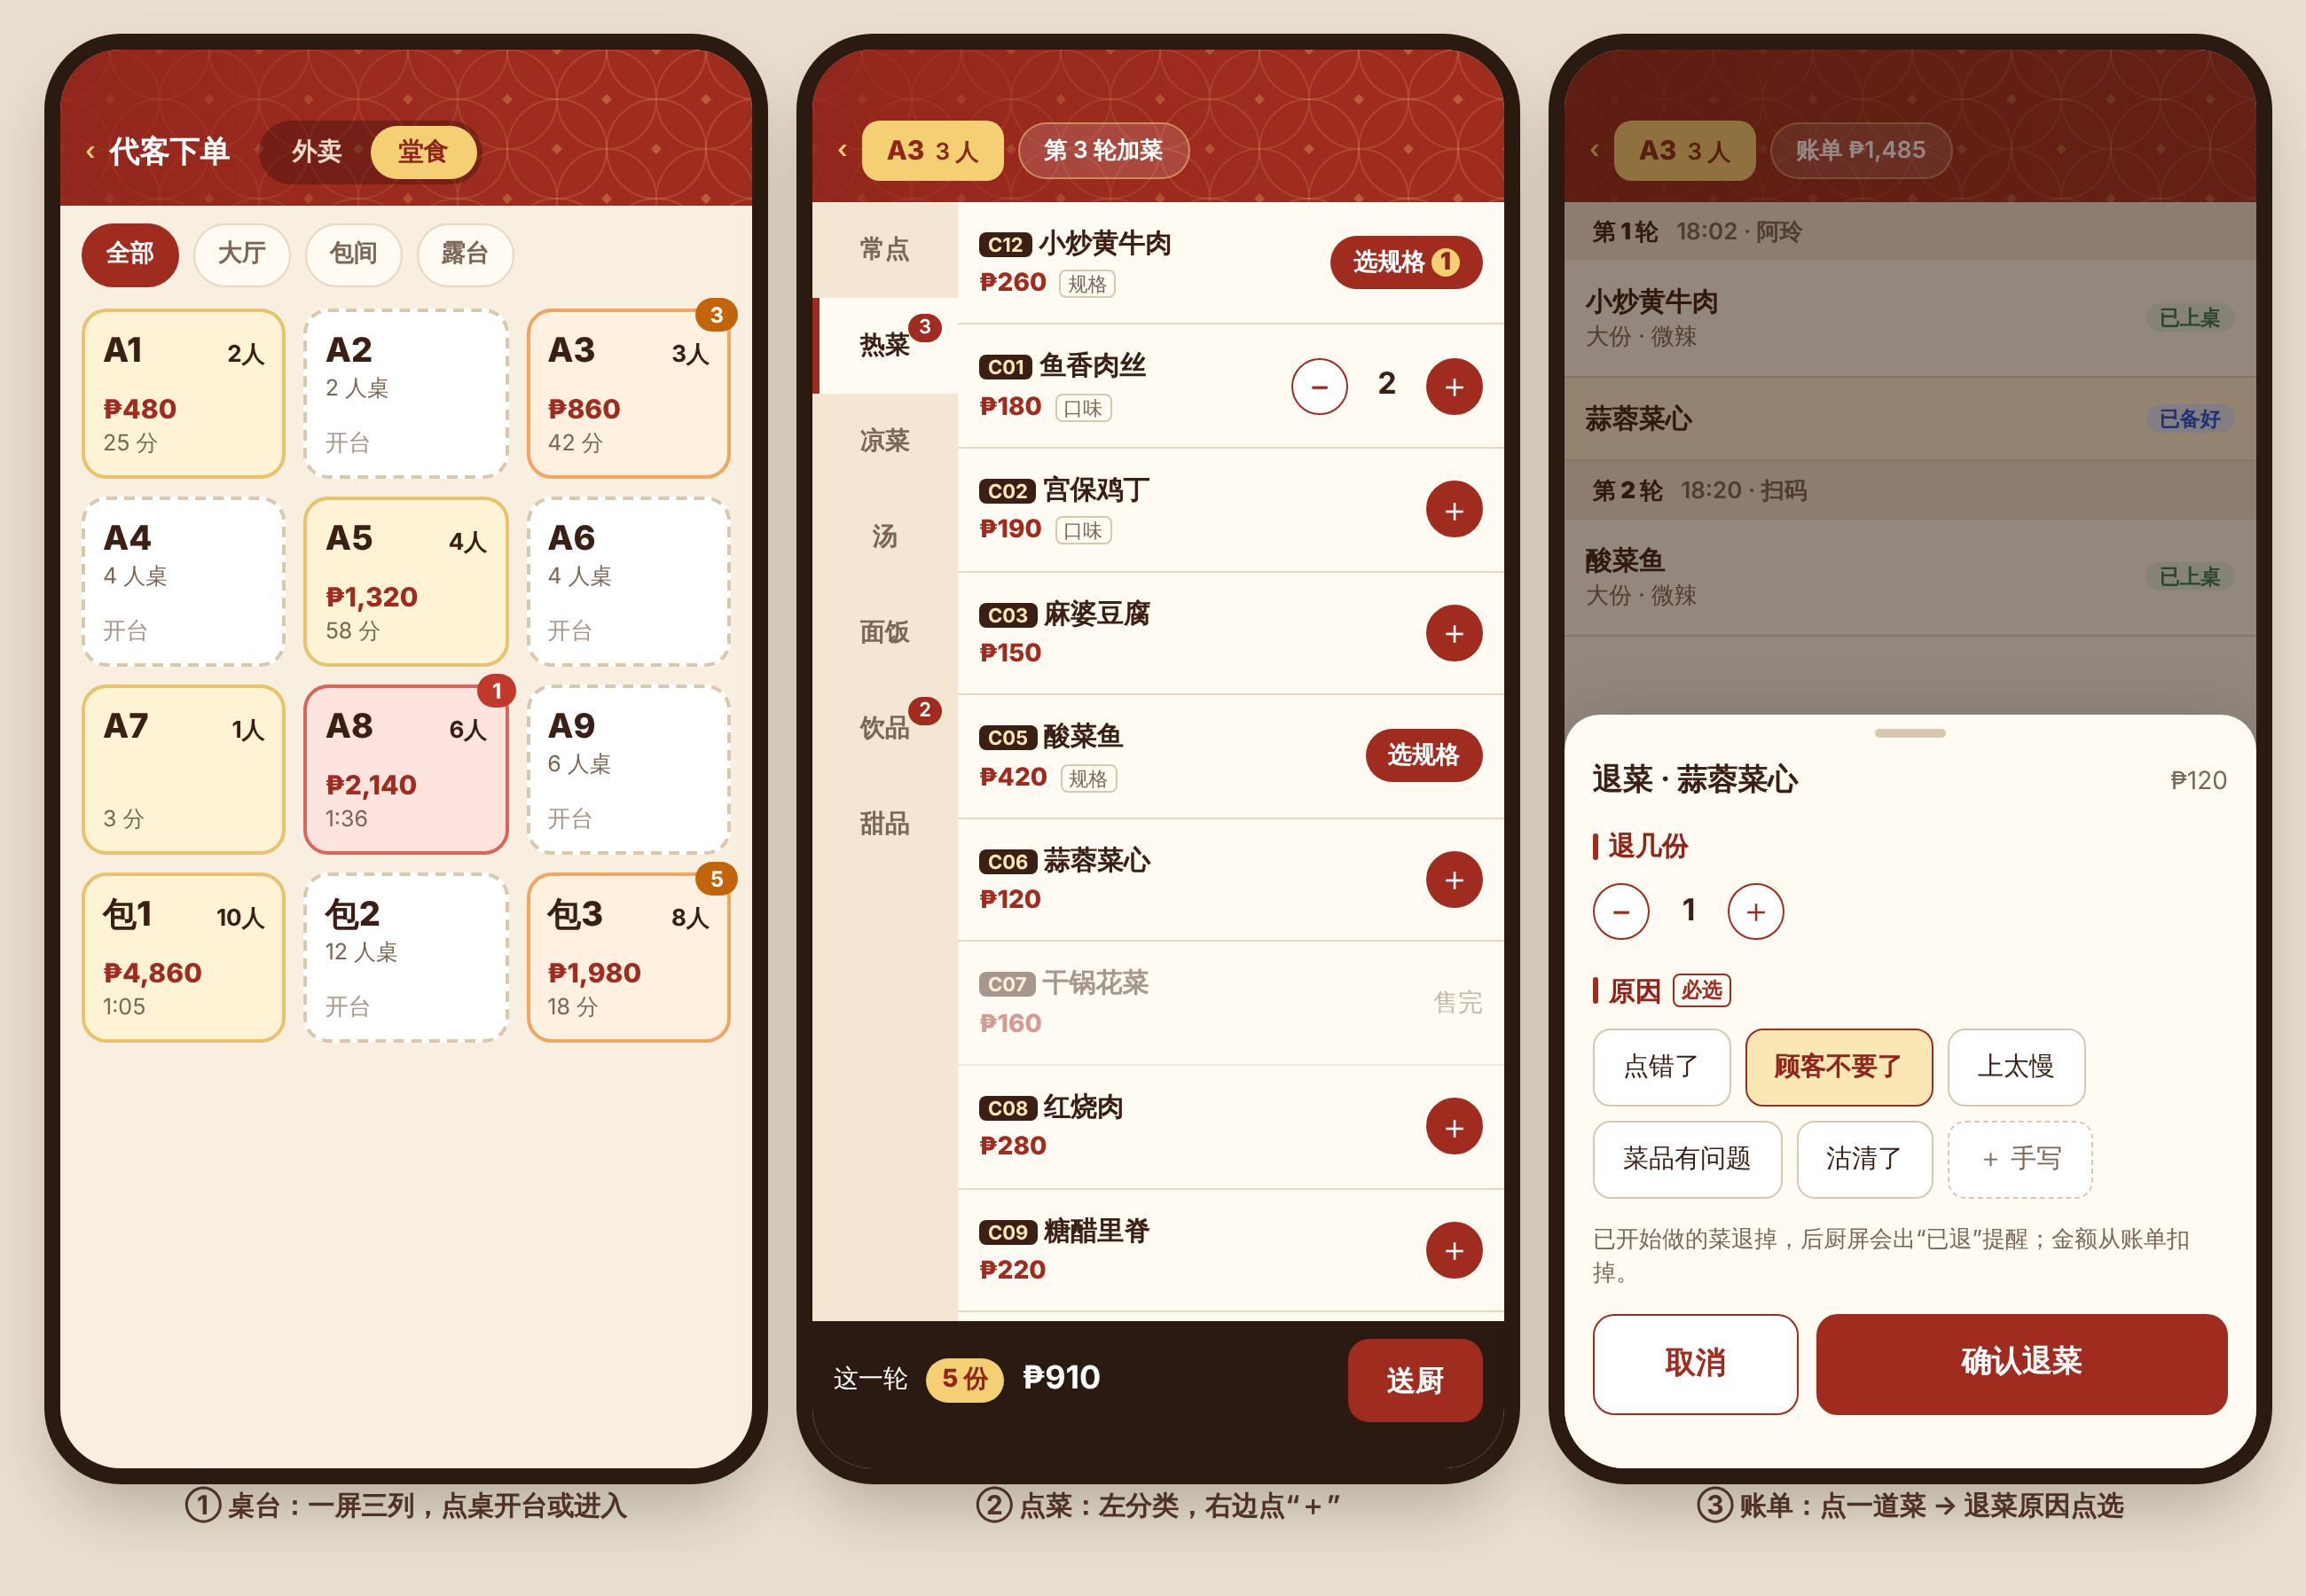 ‹ 代客下单 外卖 堂食
全部 大厅 包间 露台
A1 2人
₱480
25 分
A2
2 人桌
开台
3
A3 3人
₱860
42 分
A4
4 人桌
开台
A5 4人
₱1,320
58 分
A6
4 人桌
开台
A7 1人
3 分
1
A8 6人
₱2,140
1:36
A9
6 人桌
开台
包1 10人
₱4,860
1:05
包2
12 人桌
开台
5
包3 8人
₱1,980
18 分
① 桌台：一屏三列，点桌开台或进入
‹ A3 3 人 第 3 轮加菜
常点
热菜 3
凉菜
汤
面饭
饮品 2
甜品
C12 小炒黄牛肉
₱260 规格
选规格 1
C01 鱼香肉丝
₱180 口味
− 2 +
C02 宫保鸡丁
₱190 口味
+
C03 麻婆豆腐
₱150
+
C05 酸菜鱼
₱420 规格
选规格
C06 蒜蓉菜心
₱120
+
C07 干锅花菜
₱160
售完
C08 红烧肉
₱280
+
C09 糖醋里脊
₱220
+
这一轮 5 份 ₱910 送厨
② 点菜：左分类，右边点“+”
‹ A3 3 人 账单 ₱1,485
第 1 轮 18:02 · 阿玲
小炒黄牛肉
大份 · 微辣
已上桌
蒜蓉菜心 已备好
第 2 轮 18:20 · 扫码
酸菜鱼
大份 · 微辣
已上桌
退菜 · 蒜蓉菜心 ₱120
退几份
− 1 +
原因 必选
点错了 顾客不要了 上太慢
菜品有问题 沽清了 + 手写
已开始做的菜退掉，后厨屏会出“已退”提醒；金额从账单扣
掉。
取消 确认退菜
③ 账单：点一道菜 → 退菜原因点选